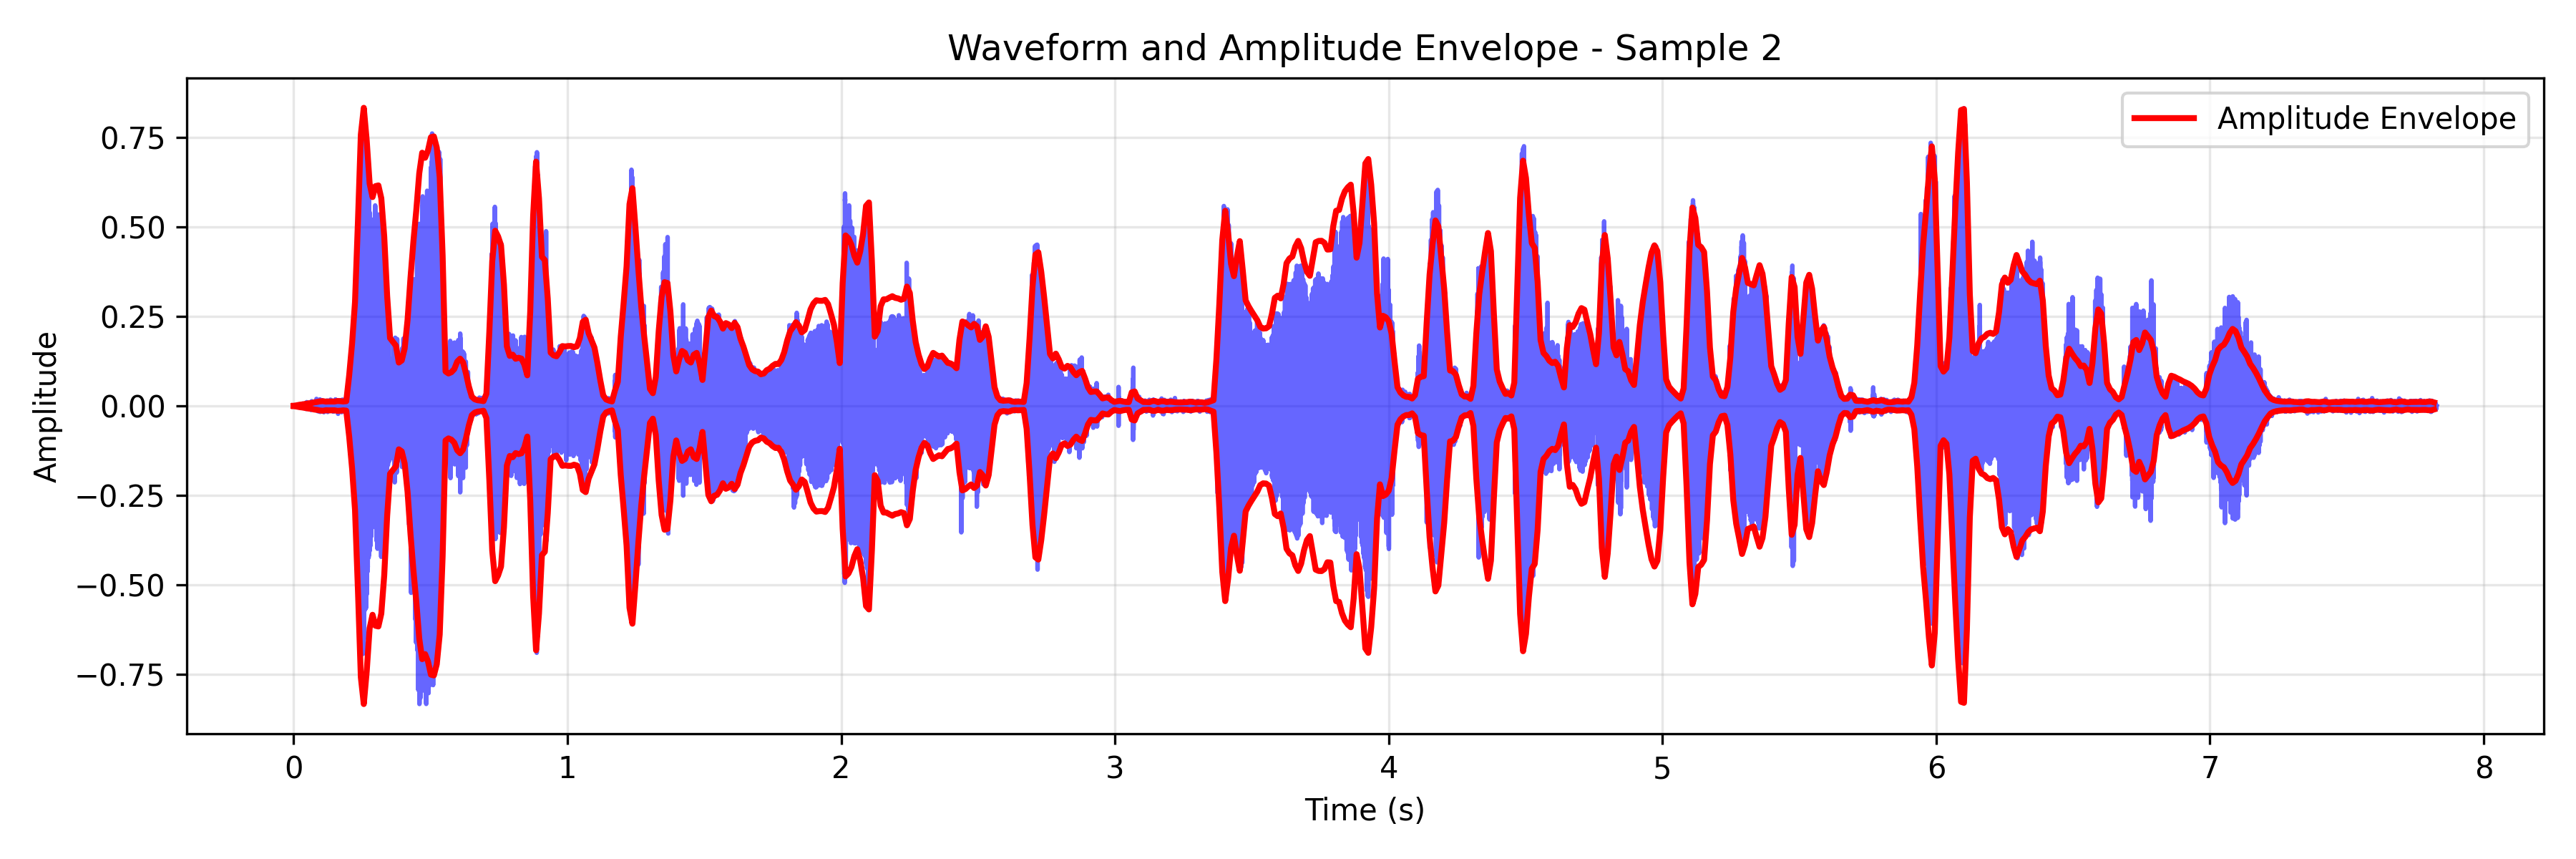 Waveform and Amplitude Envelope - Sample 2
Amplitude Envelope
0.75
0.50
0.25
0.00
−0.25
−0.50
−0.75
Amplitude
0 1 2 3 4 5 6 7 8
Time (s)